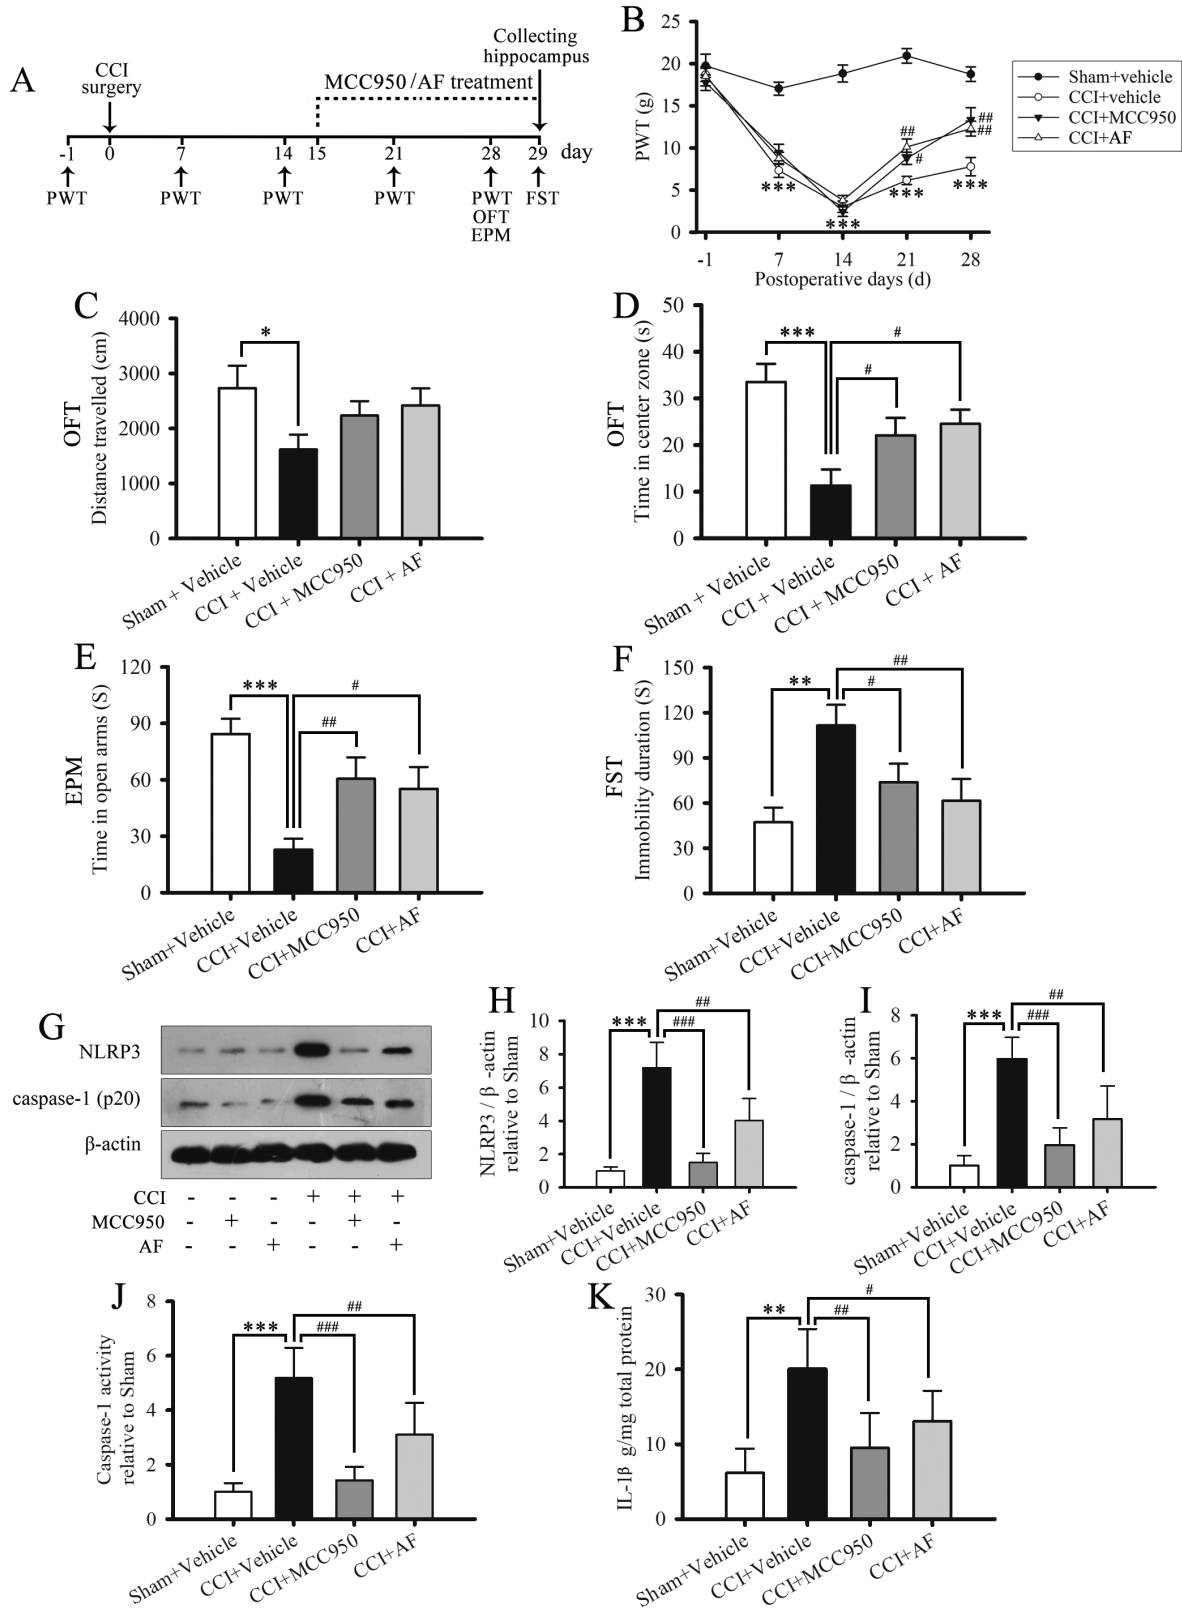 A
CCI
surgery
Collecting
hippocampus
MCC950 /AF treatment
-1 0 7 14 15 21 28 29 day
PWT PWT PWT PWT PWT FST
OFT
EPM
B
PWT (g)
25
20
15
10
5
0
***
***
***
***
##
#
##
##
-1 7 14 21 28
Postoperative days (d)
Sham+vehicle
CCI+vehicle
CCI+MCC950
CCI+AF
C
OFT
Distance travelled (cm)
4000
3000
2000
1000
0
*
Sham + Vehicle
CCI + Vehicle
CCI + MCC950
CCI + AF
D
OFT
Time in center zone (s)
50
40
30
20
10
0
***
#
#
Sham + Vehicle
CCI + Vehicle
CCI + MCC950
CCI + AF
E
EPM
Time in open arms (S)
120
90
60
30
0
***
#
##
Sham+Vehicle
CCI+Vehicle
CCI+MCC950
CCI+AF
F
FST
Immobility duration (S)
150
120
90
60
30
0
**
##
#
Sham+Vehicle
CCI+Vehicle
CCI+MCC950
CCI+AF
G
NLRP3
caspase-1 (p20)
β-actin
CCI - - - + + +
MCC950 - + - - + -
AF - - + - - +
H
NLRP3 / β -actin
relative to Sham
10
8
6
4
2
0
***
##
###
Sham+Vehicle
CCI+Vehicle
CCI+MCC950
CCI+AF
I
caspase-1 / β -actin
relative to Sham
8
6
4
2
0
***
##
###
Sham+Vehicle
CCI+Vehicle
CCI+MCC950
CCI+AF
J
Caspase-1 activity
relative to Sham
8
6
4
2
0
***
##
###
Sham+Vehicle
CCI+Vehicle
CCI+MCC950
CCI+AF
K
IL-1β g/mg total protein
30
20
10
0
**
#
##
Sham+Vehicle
CCI+Vehicle
CCI+MCC950
CCI+AF